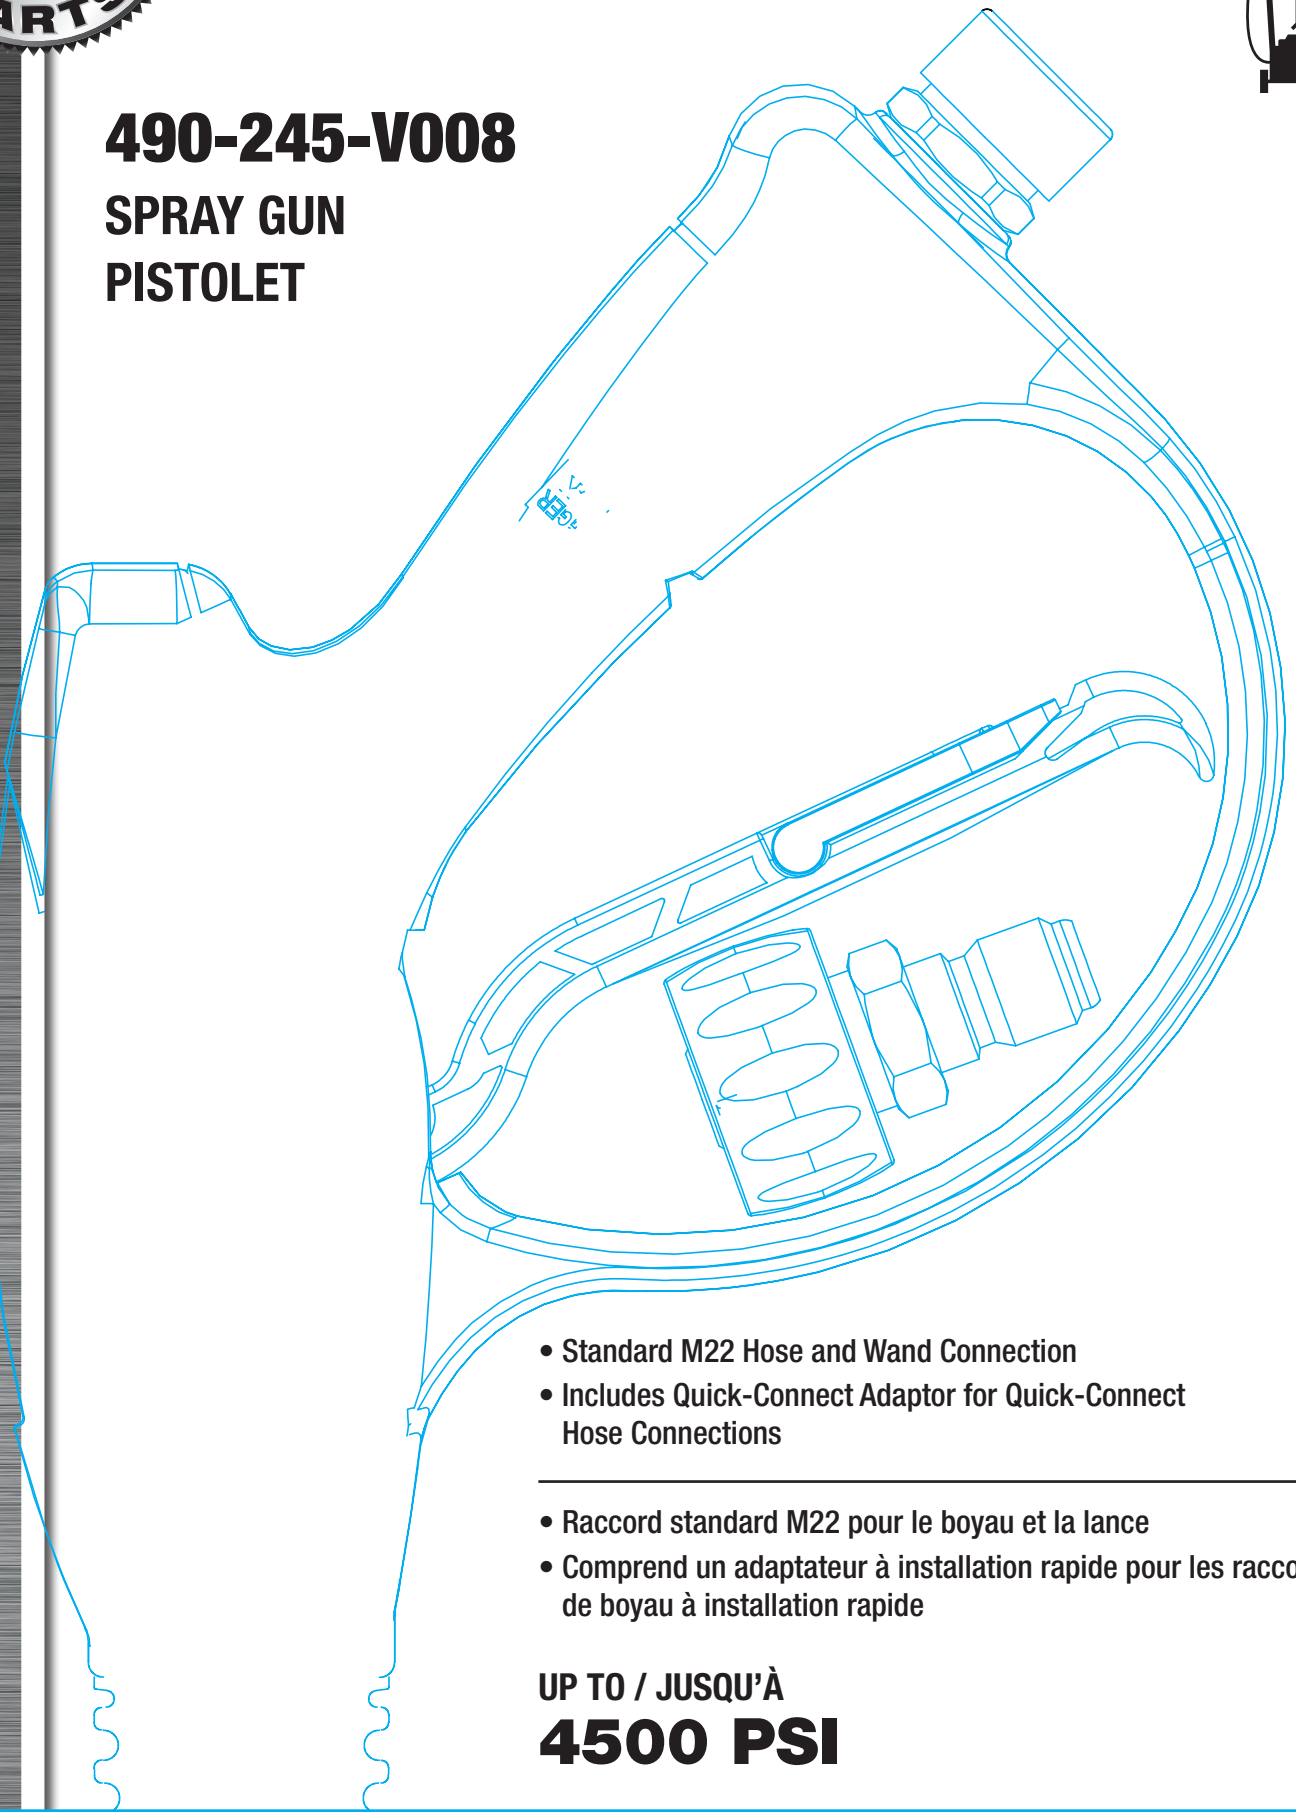 490-245-V008
SPRAY GUN
PISTOLET
• Standard M22 Hose and Wand Connection
• Includes Quick-Connect Adaptor for Quick-Connect
Hose Connections
• Raccord standard M22 pour le boyau et la lance
• Comprend un adaptateur à installation rapide pour les racco
de boyau à installation rapide
UP TO / JUSQU'À
4500 PSI